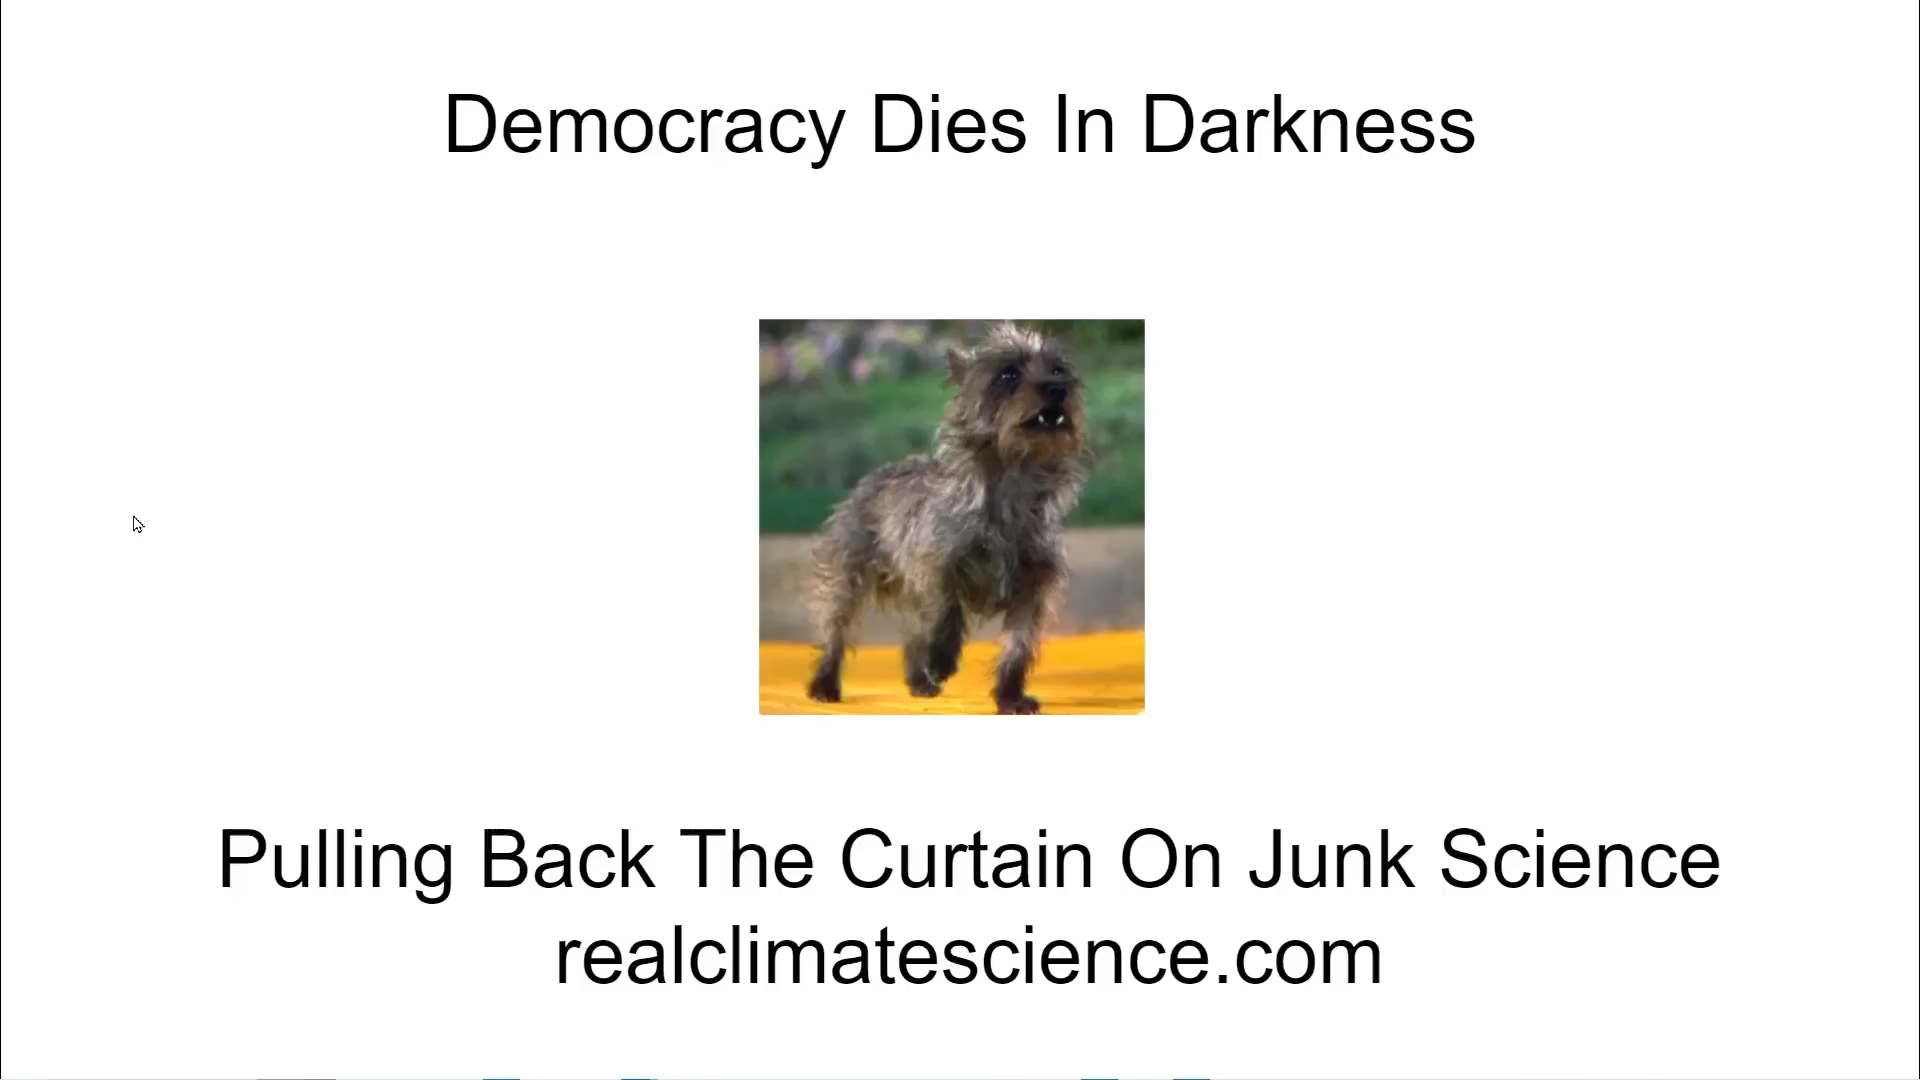 Democracy Dies In Darkness
Pulling Back The Curtain On Junk Science
realclimatescience.com